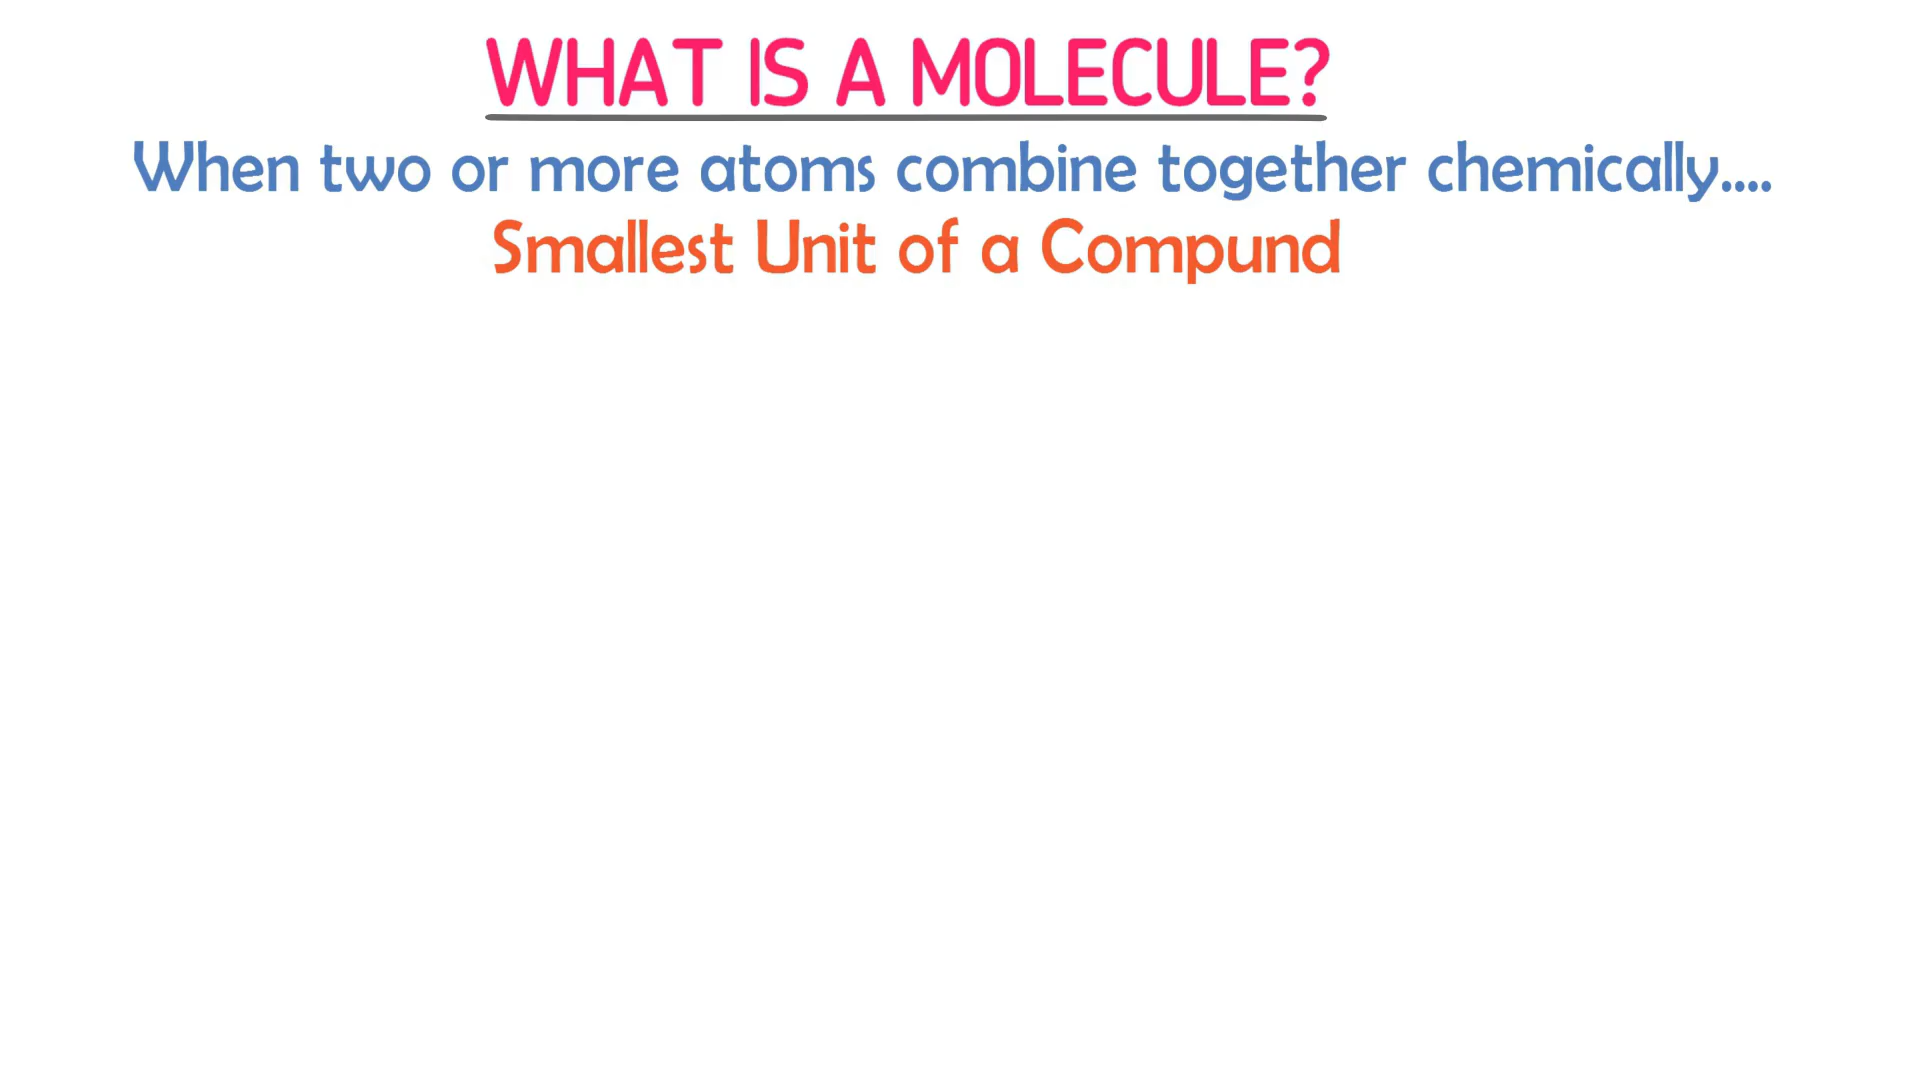 WHAT IS A MOLECULE?
When two or more atoms combine together chemically....
Smallest Unit of a Compund